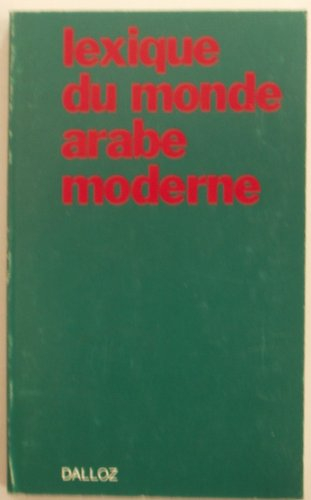 lexique
du monde
arabe
moderne
DALLOZ